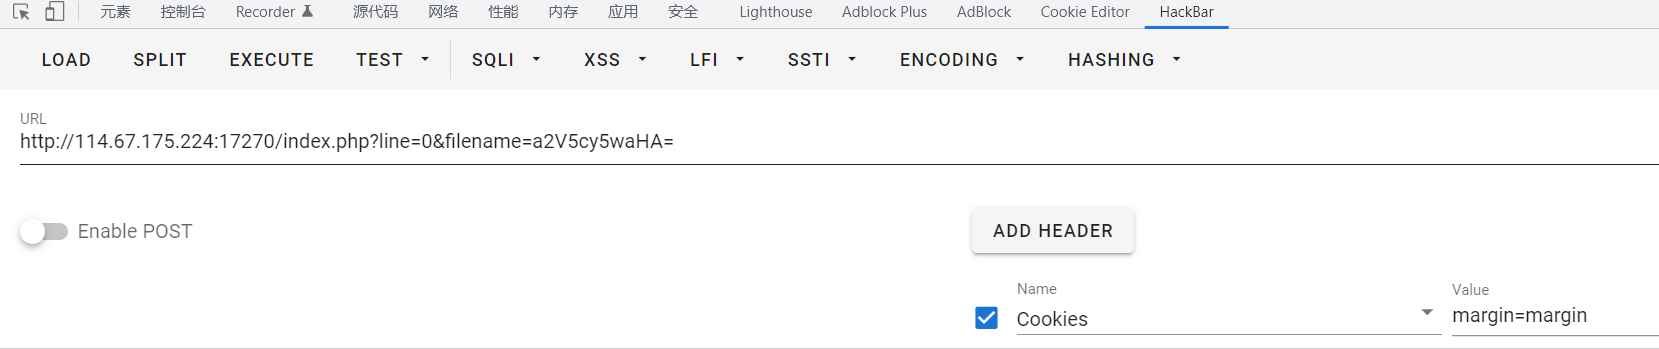 元素 控制台 Recorder 源代码 网络 性能 内存 应用 安全 Lighthouse Adblock Plus AdBlock Cookie Editor HackBar
LOAD SPLIT EXECUTE TEST SQLI XSS LFI SSTI ENCODING HASHING
URL
http://114.67.175.224:17270/index.php?line=0&filename=a2V5cy5waHA=
Enable POST ADD HEADER
Name Value
Cookies margin=margin